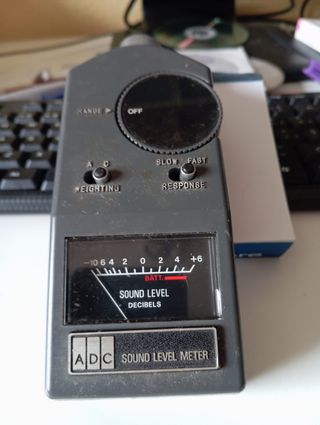 RANGE ► OFF
A C
WEIGHTING
SLOW FAST
RESPONSE
-10 6 4 2 0 2 4 +6
BATT.
SOUND LEVEL
DECIBELS
ADC SOUND LEVEL METER